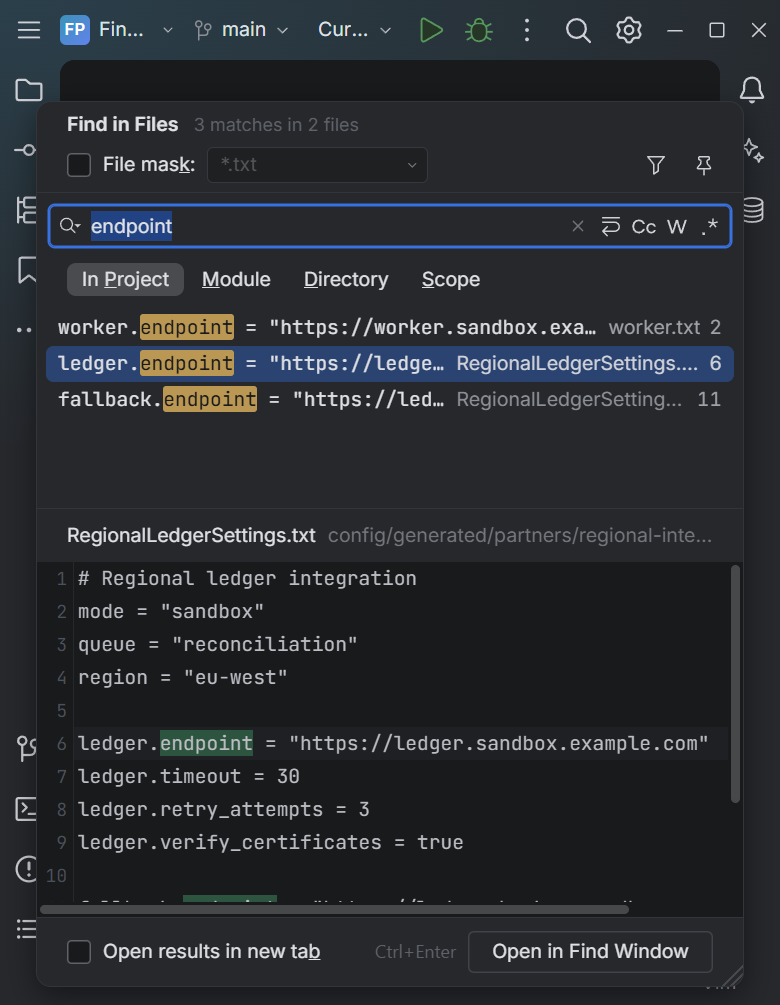 FP Fin... main Cur...
Find in Files 3 matches in 2 files
File mask: *.txt
endpoint Cc W .*
In Project Module Directory Scope
worker.endpoint = "https://worker.sandbox.exa... worker.txt 2
ledger.endpoint = "https://ledge... RegionalLedgerSettings.... 6
fallback.endpoint = "https://led... RegionalLedgerSetting... 11
RegionalLedgerSettings.txt config/generated/partners/regional-inte...
1 # Regional ledger integration
2 mode = "sandbox"
3 queue = "reconciliation"
4 region = "eu-west"
5
6 ledger.endpoint = "https://ledger.sandbox.example.com"
7 ledger.timeout = 30
8 ledger.retry_attempts = 3
9 ledger.verify_certificates = true
10
Open results in new tab Ctrl+Enter Open in Find Window